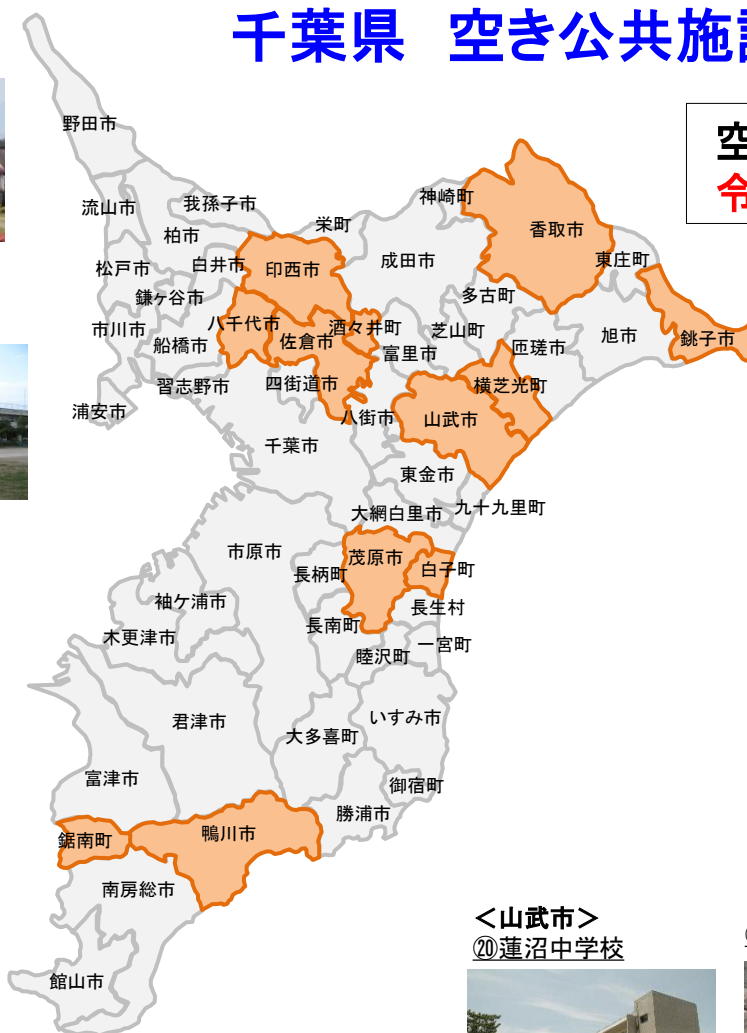 千葉県 空き公共施設
空
令
野田市
流山市
我孫子市
柏市
栄町
神崎町
香取市
松戸市
白井市
印西市
成田市
東庄町
鎌ヶ谷市
多古町
市川市
船橋市
八千代市
佐倉市
酒々井町
芝山町
富里市
匝瑳市
旭市
銚子市
習志野市
四街道市
横芝光町
浦安市
八街市
山武市
千葉市
東金市
大網白里市
九十九里町
市原市
茂原市
長柄町
白子町
袖ケ浦市
長生村
長南町
木更津市
一宮町
睦沢町
君津市
いすみ市
大多喜町
富津市
御宿町
勝浦市
鋸南町
鴨川市
南房総市
館山市
<山武市>
⑳蓮沼中学校